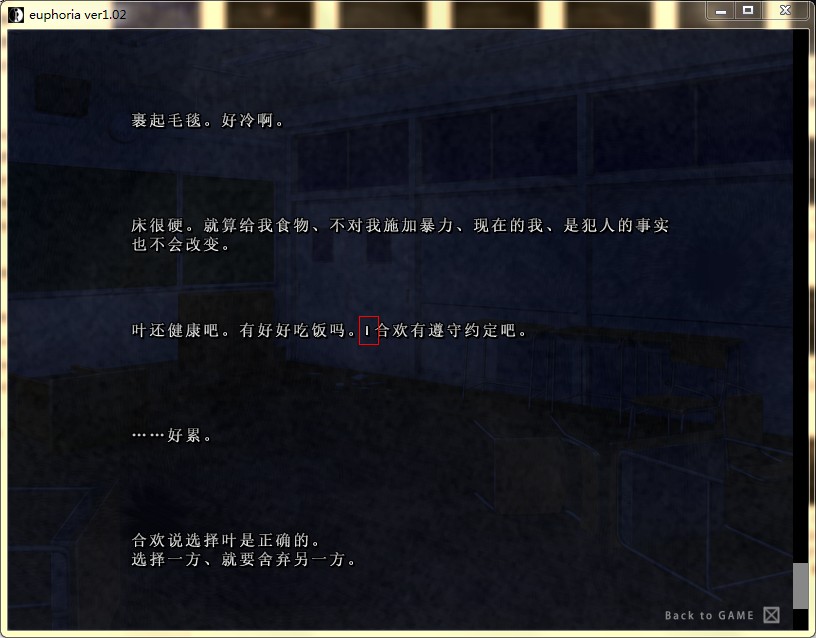 euphoria ver1.02
裹起毛毯。好冷啊。
床很硬。就算给我食物、不对我施加暴力、现在的我、是犯人的事实
也不会改变。
叶还健康吧。有好好吃饭吗。l合欢有遵守约定吧。
……好累。
合欢说选择叶是正确的。
选择一方、就要舍弃另一方。
Back to GAME